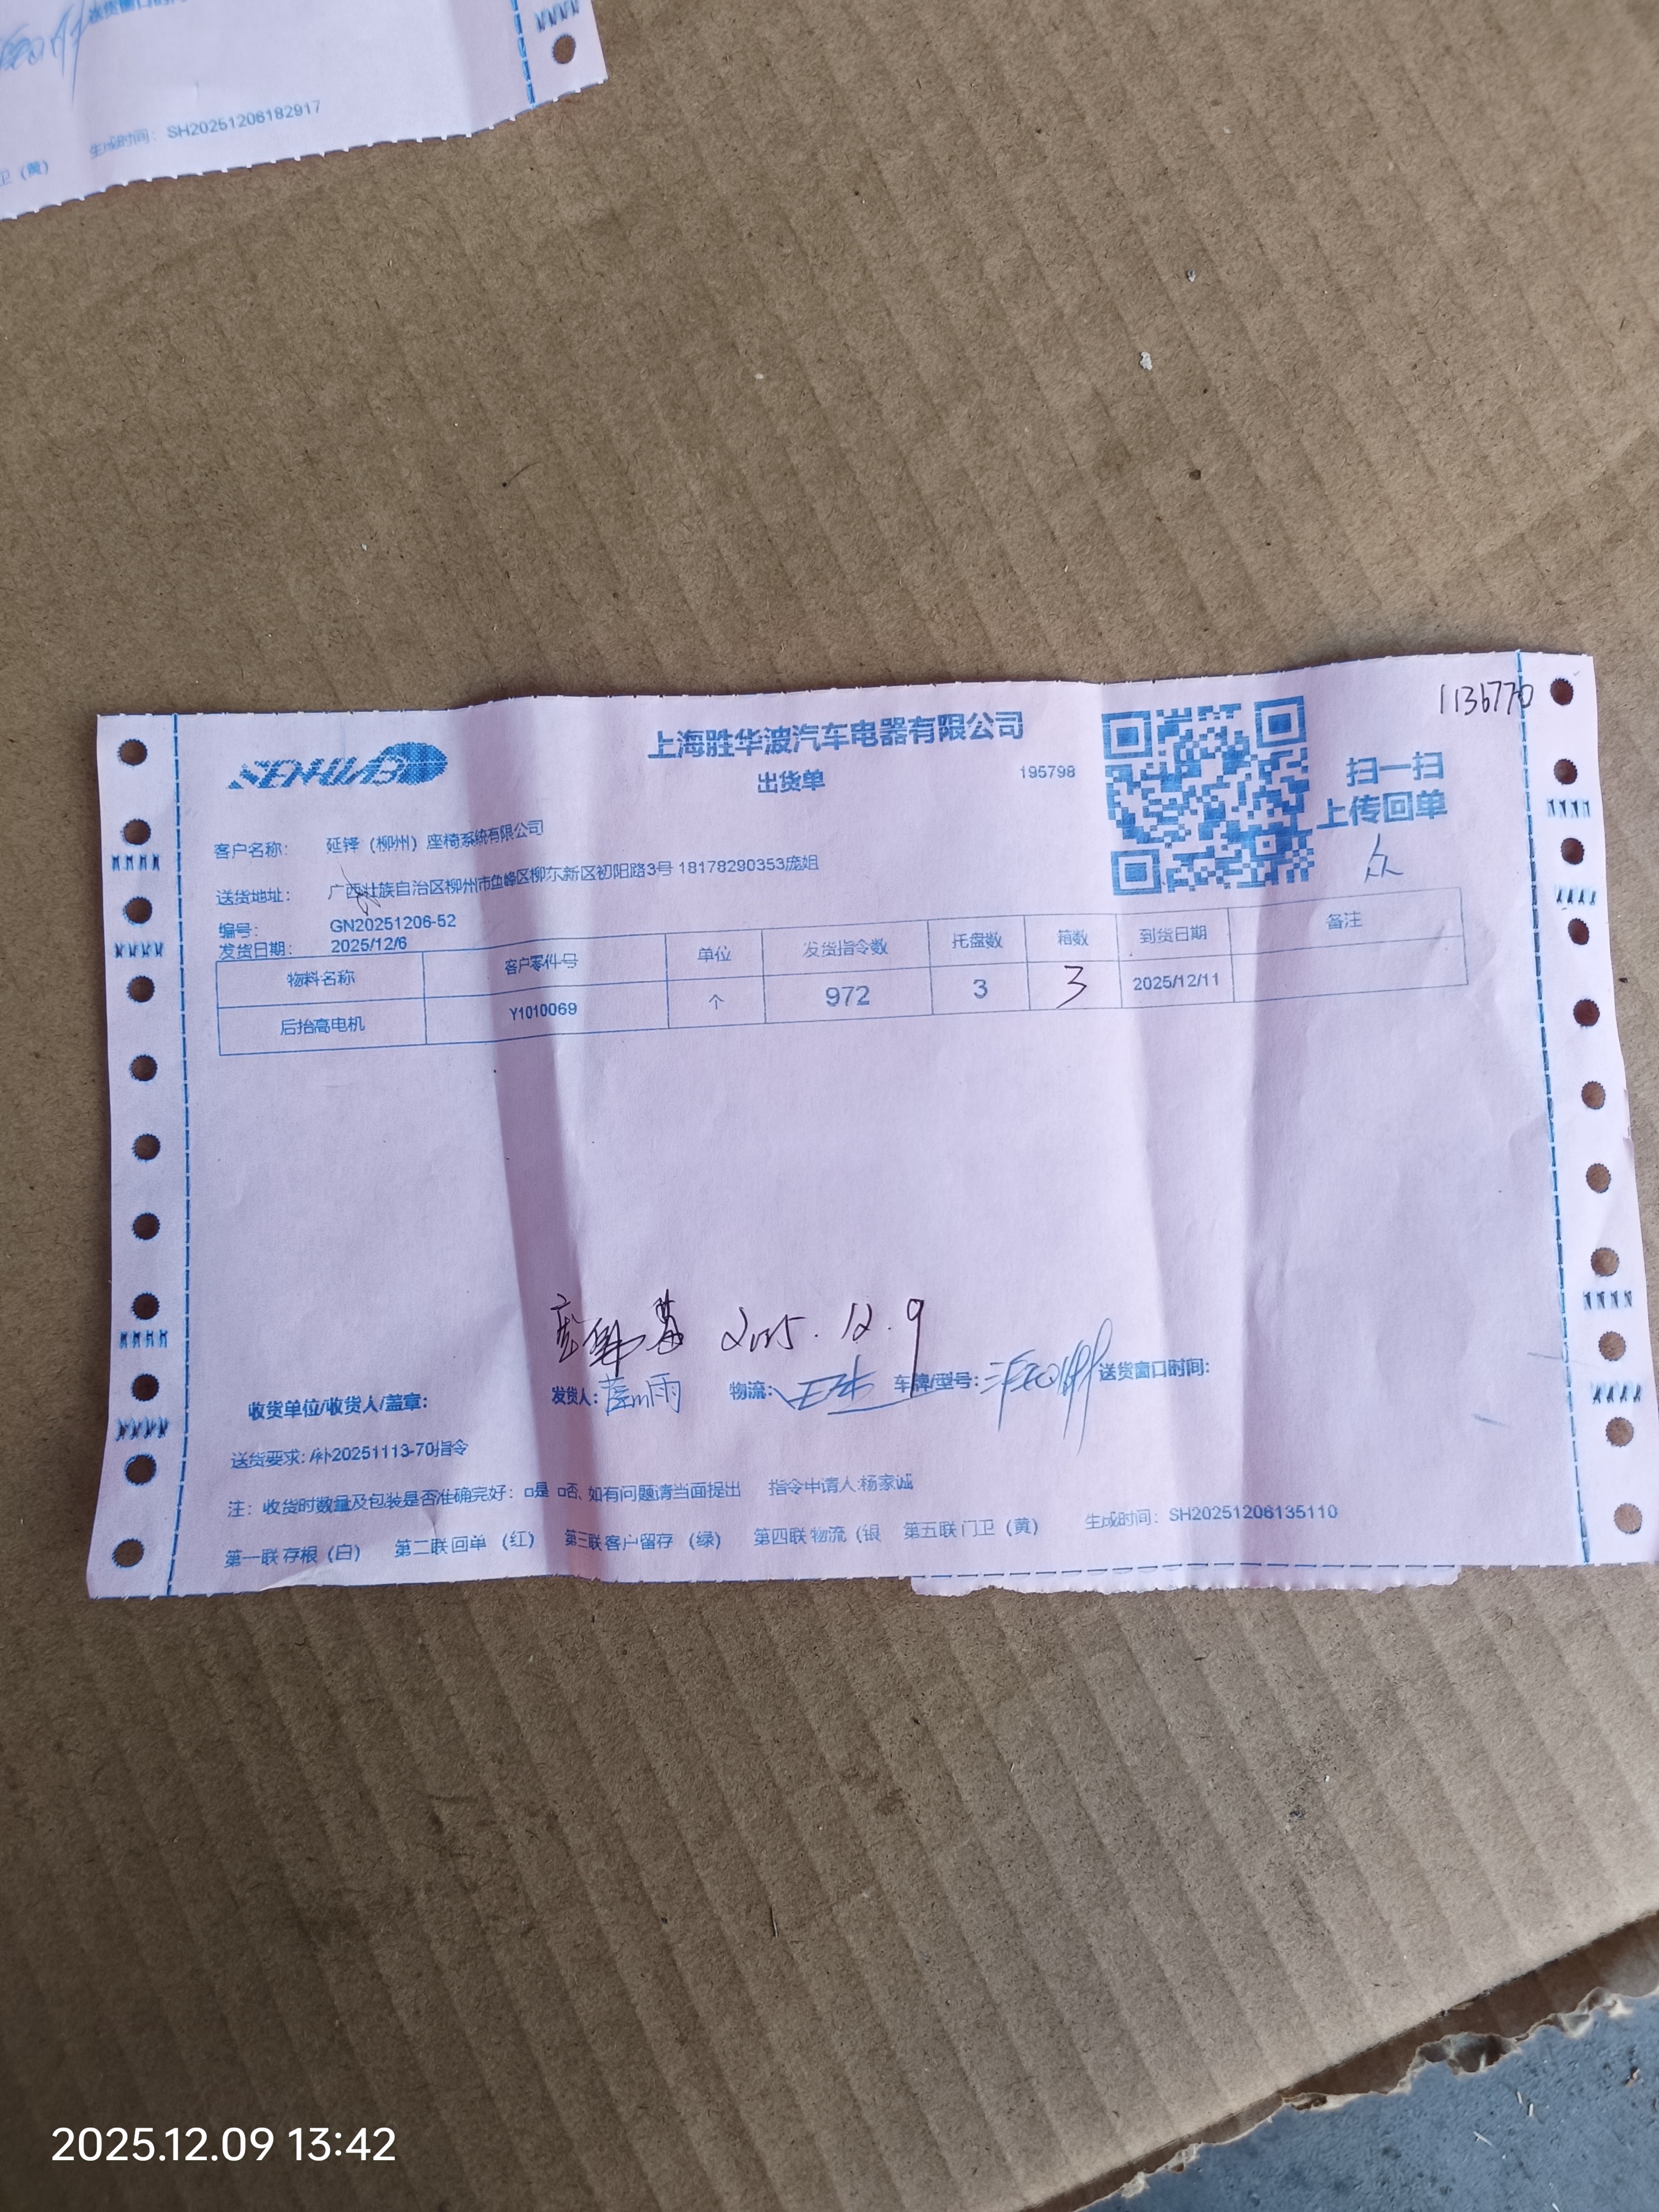 生成时间：SH20251206182917
卫（黄）
1136770
SENHWB
上海胜华波汽车电器有限公司
出货单
195798
扫一扫
上传回单
客户名称： 延锋（柳州）座椅系统有限公司
送货地址： 广西壮族自治区柳州市鱼峰区柳东新区初阳路3号 18178290353庞姐
编号： GN20251206-52
发货日期： 2025/12/6
物料名称 客户零件号 单位 发货指令数 托盘数 箱数 到货日期 备注
后抬高电机 Y1010069 个 972 3 3 2025/12/11
2025.12.9
收货单位/收货人/盖章： 发货人： 物流： 车牌/型号： 送货窗口时间：
送货要求：补20251113-70指令
注： 收货时数量及包装是否准确完好：□是 □否、如有问题请当面提出 指令申请人:杨家诚
第一联 存根（白） 第二联 回单 （红） 第三联 客户留存 （绿） 第四联 物流（银 第五联 门卫（黄） 生成时间：SH20251206135110
2025.12.09 13:42